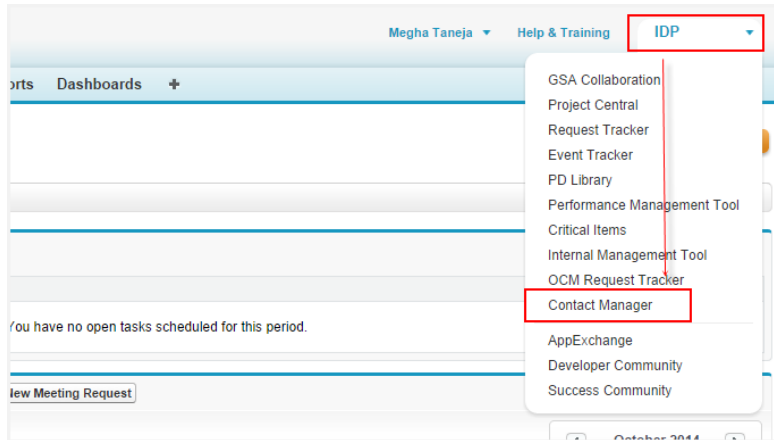 Megha Taneja Help & Training IDP
orts Dashboards +
GSA Collaboration
Project Central
Request Tracker
Event Tracker
PD Library
Performance Management Tool
Critical Items
Internal Management Tool
OCM Request Tracker
Contact Manager
AppExchange
Developer Community
Success Community
You have no open tasks scheduled for this period.
New Meeting Request
October 2014